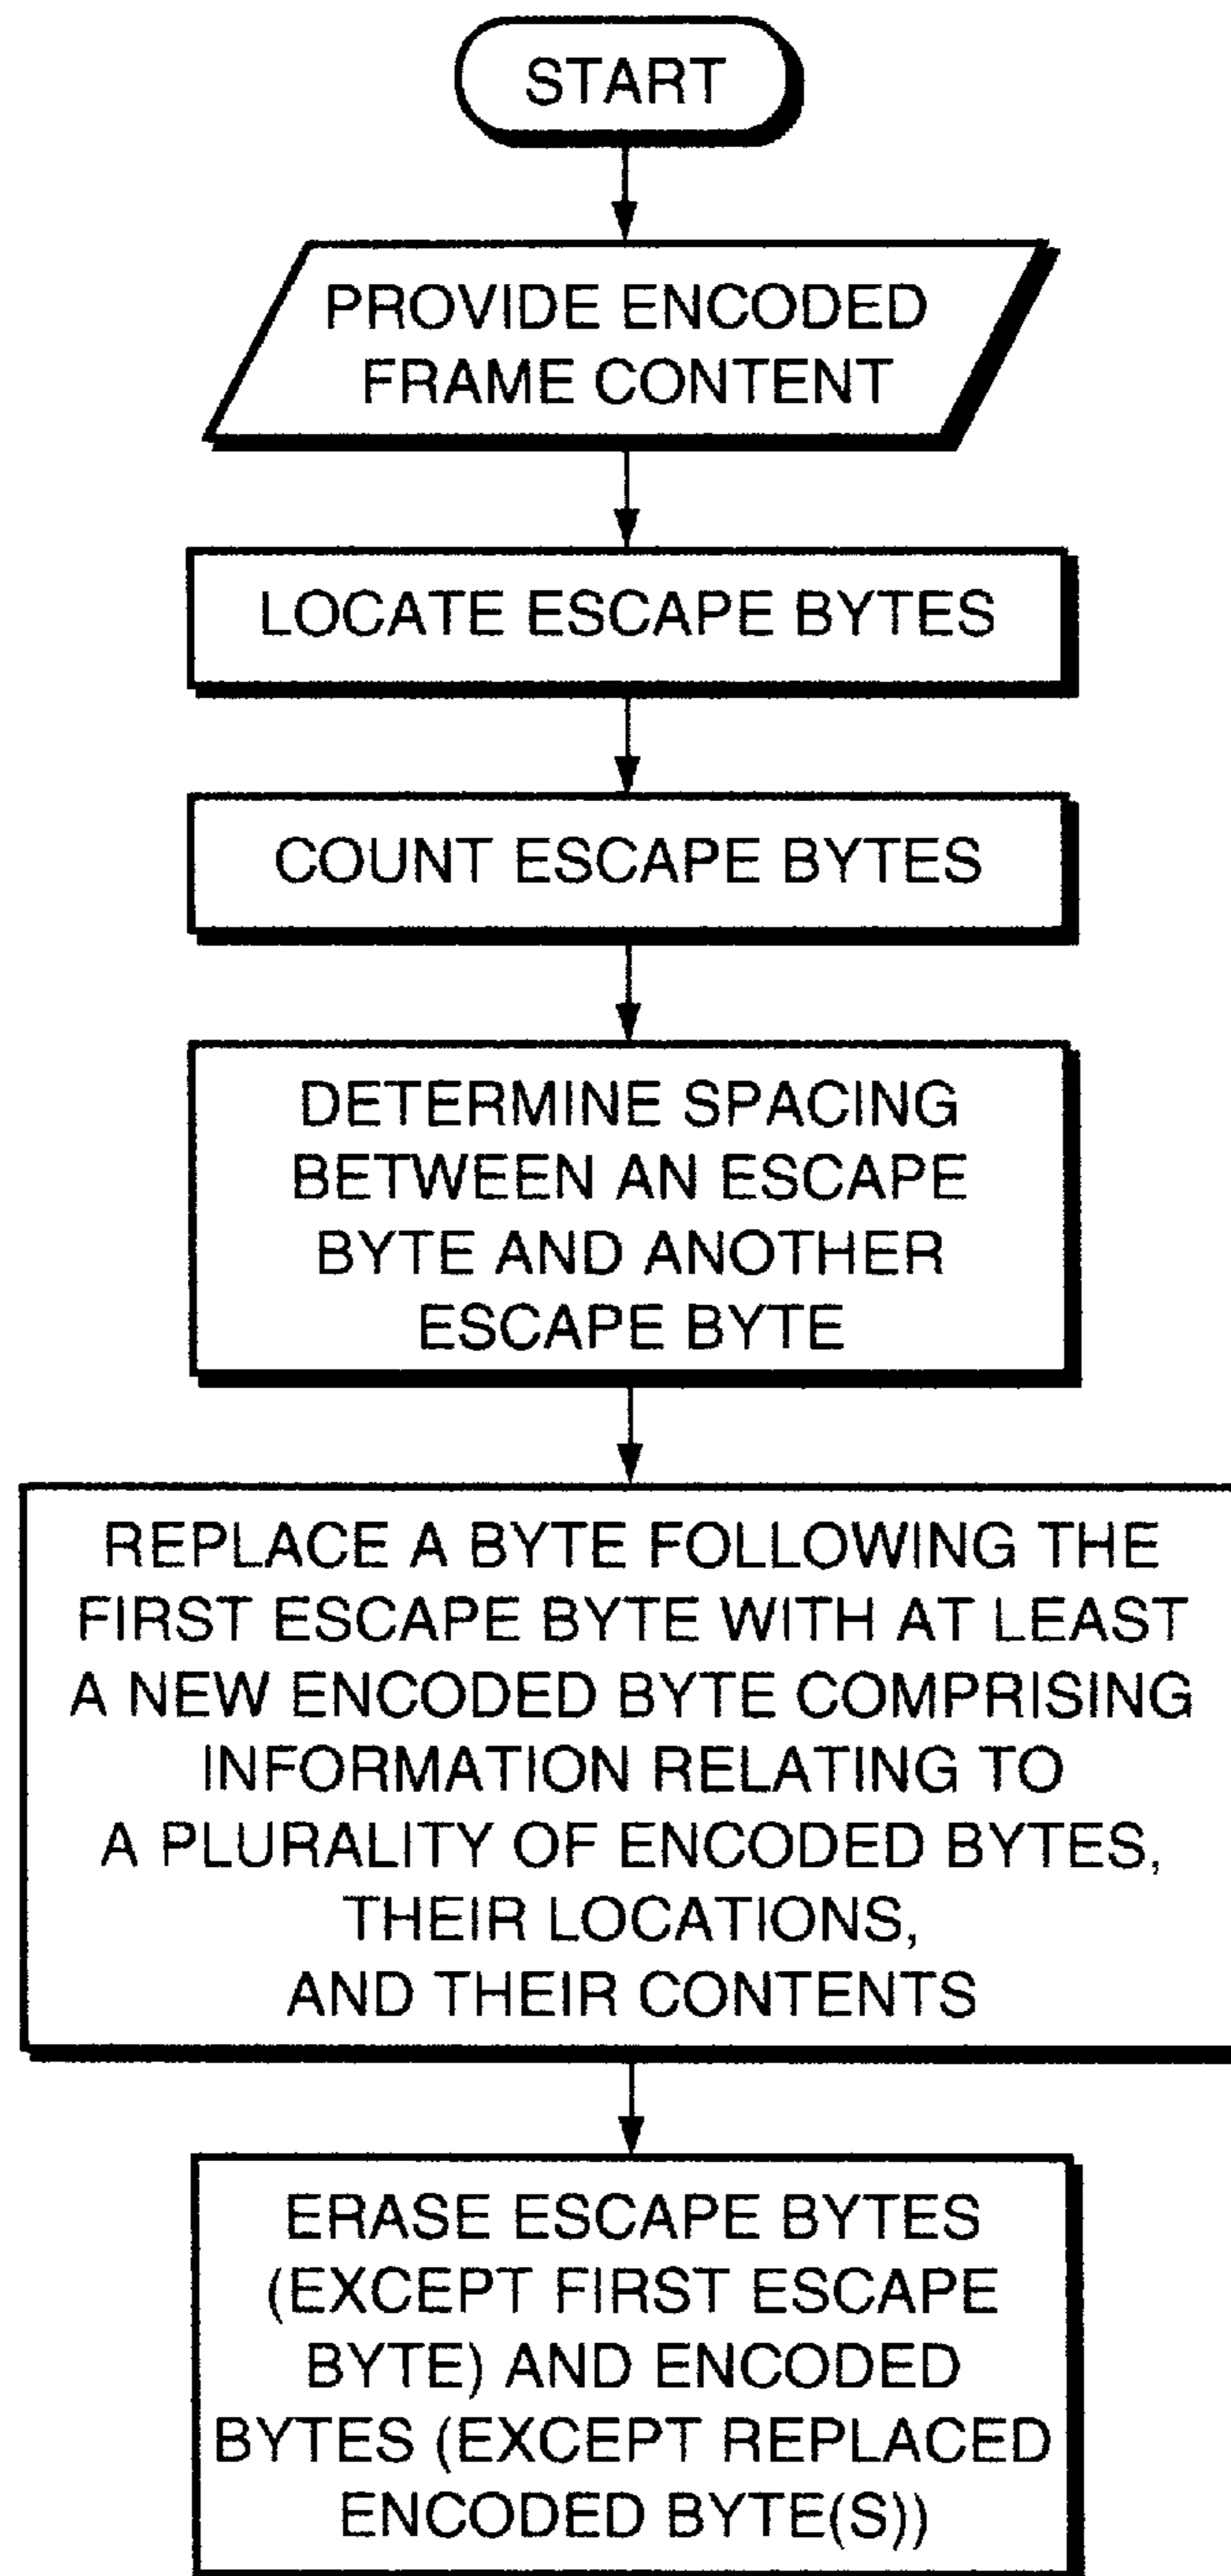 START
PROVIDE ENCODED
FRAME CONTENT
LOCATE ESCAPE BYTES
COUNT ESCAPE BYTES
DETERMINE SPACING
BETWEEN AN ESCAPE
BYTE AND ANOTHER
ESCAPE BYTE
REPLACE A BYTE FOLLOWING THE
FIRST ESCAPE BYTE WITH AT LEAST
A NEW ENCODED BYTE COMPRISING
INFORMATION RELATING TO
A PLURALITY OF ENCODED BYTES,
THEIR LOCATIONS,
AND THEIR CONTENTS
ERASE ESCAPE BYTES
(EXCEPT FIRST ESCAPE
BYTE) AND ENCODED
BYTES (EXCEPT REPLACED
ENCODED BYTE(S))